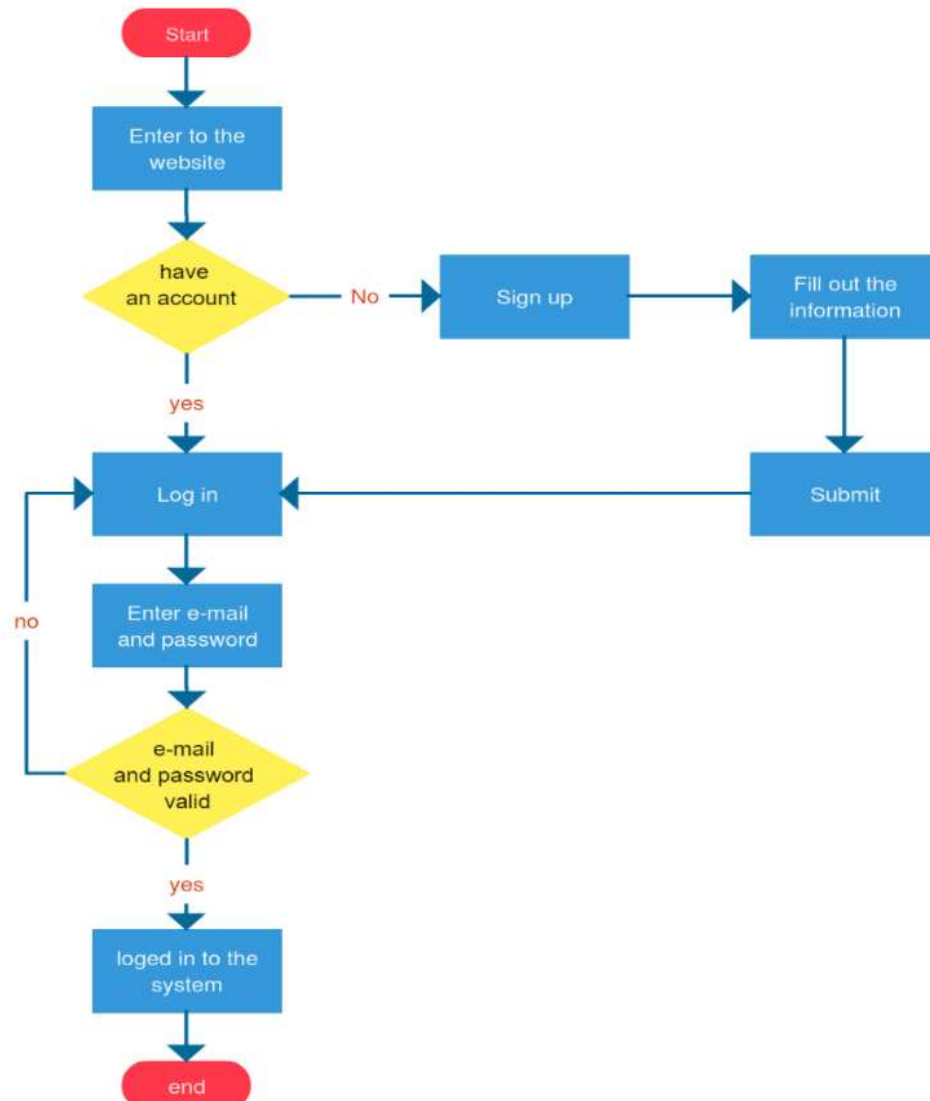 Start
Enter to the
website
have
an account
No
Sign up
Fill out the
information
yes
Log in
Submit
Enter e-mail
and password
no
e-mail
and password
valid
yes
loged in to the
system
end